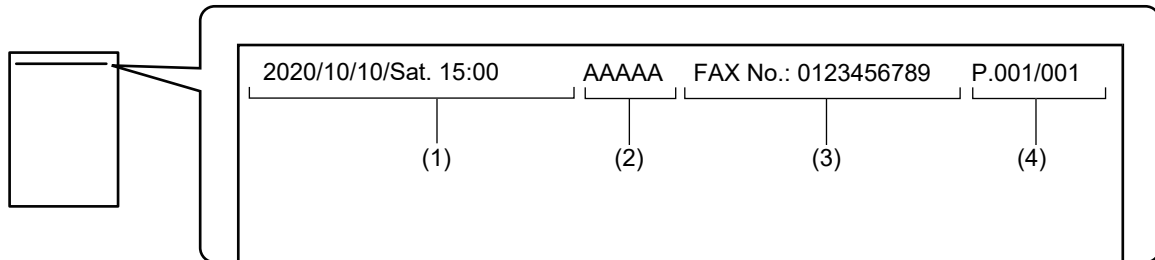 2020/10/10/Sat. 15:00 AAAAA FAX No.: 0123456789 P.001/001
(1) (2) (3) (4)